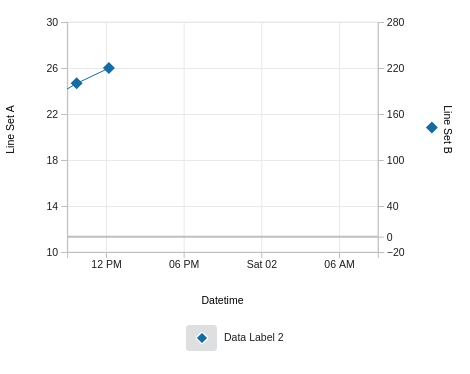 30
26
22
18
14
10
Line Set A
280
220
160
100
40
0
−20
Line Set B
12 PM
06 PM
Sat 02
06 AM
Datetime
Data Label 2